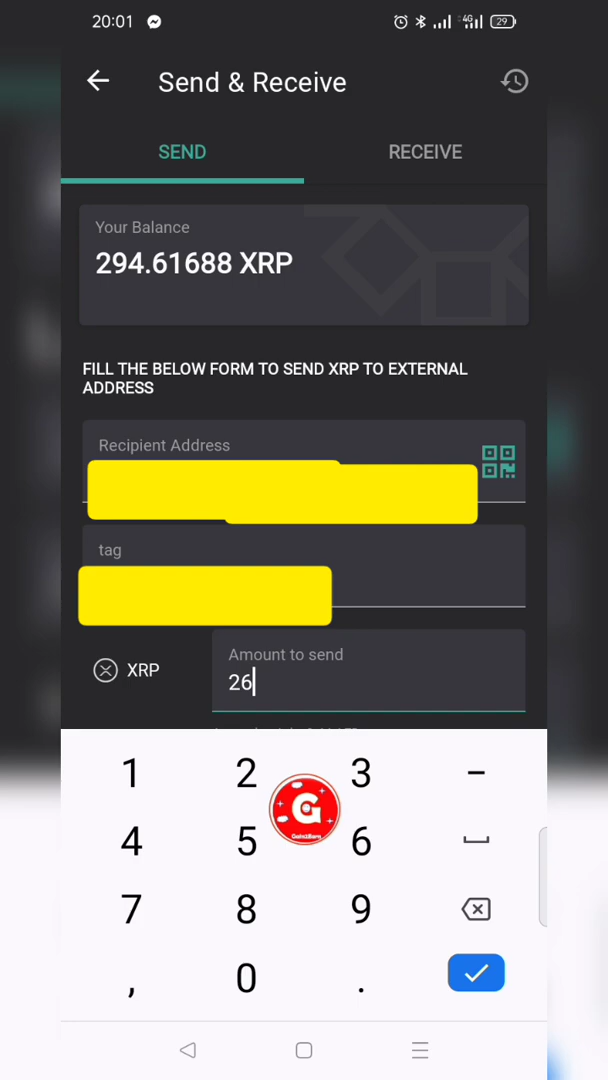 20:01
4G
29
Send & Receive
SEND
RECEIVE
Your Balance
294.61688 XRP
FILL THE BELOW FORM TO SEND XRP TO EXTERNAL
ADDRESS
Recipient Address
tag
XRP
Amount to send
26
1 2 3 -
G
4 5 6
7 8 9
, 0 .